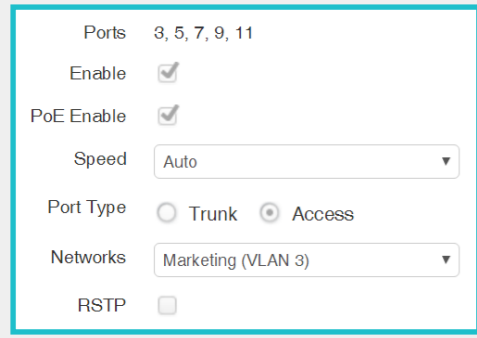 Ports 3, 5, 7, 9, 11
Enable
PoE Enable
Speed Auto
Port Type Trunk Access
Networks Marketing (VLAN 3)
RSTP